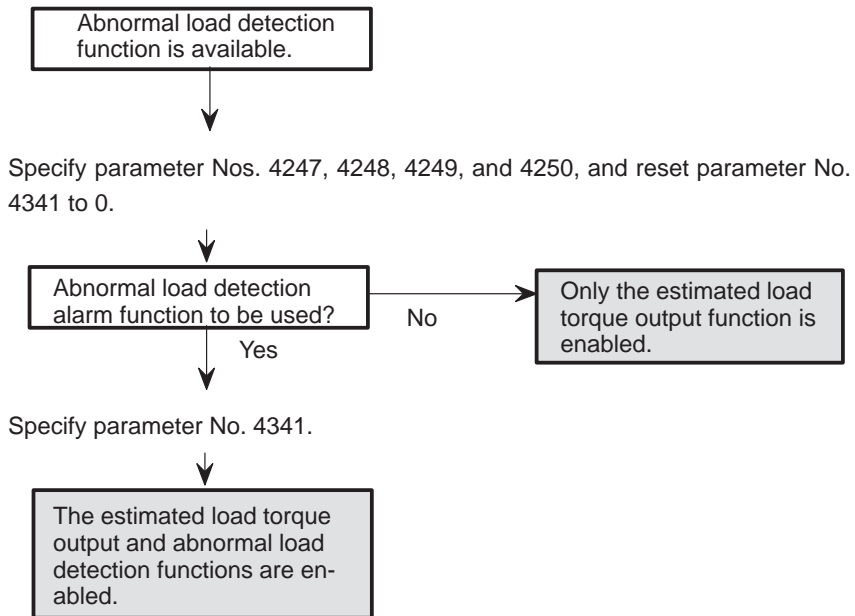 Abnormal load detection
function is available.
Specify parameter Nos. 4247, 4248, 4249, and 4250, and reset parameter No.
4341 to 0.
Abnormal load detection
alarm function to be used?
No
Only the estimated load
torque output function is
enabled.
Yes
Specify parameter No. 4341.
The estimated load torque
output and abnormal load
detection functions are en-
abled.